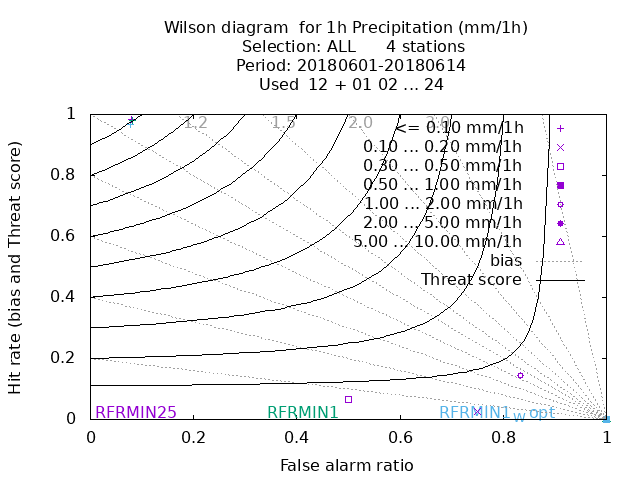 Wilson diagram for 1h Precipitation (mm/1h)
Selection: ALL 4 stations
Period: 20180601-20180614
Used 12 + 01 02 ... 24
Hit rate (bias and Threat score)
1
0.8
0.6
0.4
0.2
0
1.2 1.5 2.0 3.0
<= 0.10 mm/1h
0.10 ... 0.20 mm/1h
0.30 ... 0.50 mm/1h
0.50 ... 1.00 mm/1h
1.00 ... 2.00 mm/1h
2.00 ... 5.00 mm/1h
5.00 ... 10.00 mm/1h
bias
Threat score
RFRMIN25 RFRMIN1 RFRMIN1w opt
0 0.2 0.4 0.6 0.8 1
False alarm ratio